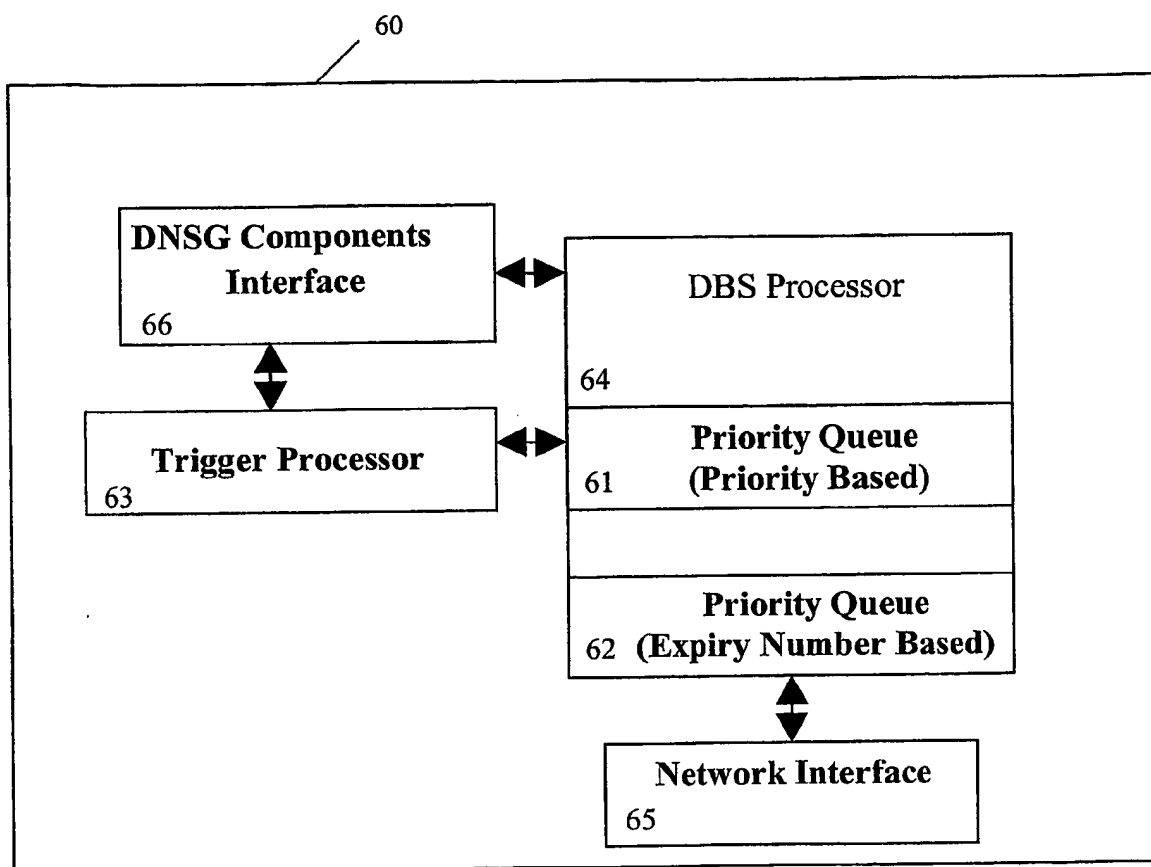 60
DNSG Components
Interface
66
DBS Processor
64
Trigger Processor
63
Priority Queue
(Priority Based)
61
Priority Queue
(Expiry Number Based)
62
Network Interface
65